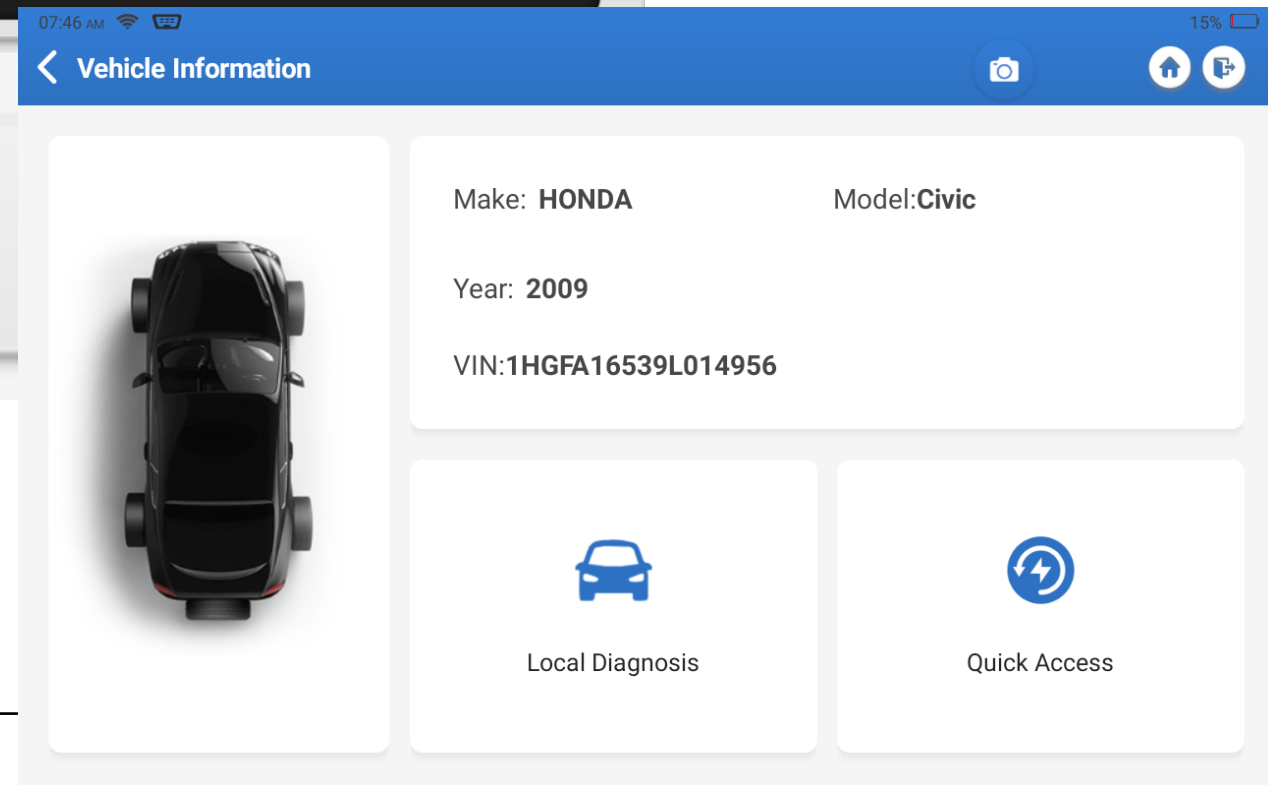 07:46 AM
15%
Vehicle Information
Make: HONDA
Model:Civic
Year: 2009
VIN:1HGFA16539L014956
Local Diagnosis
Quick Access